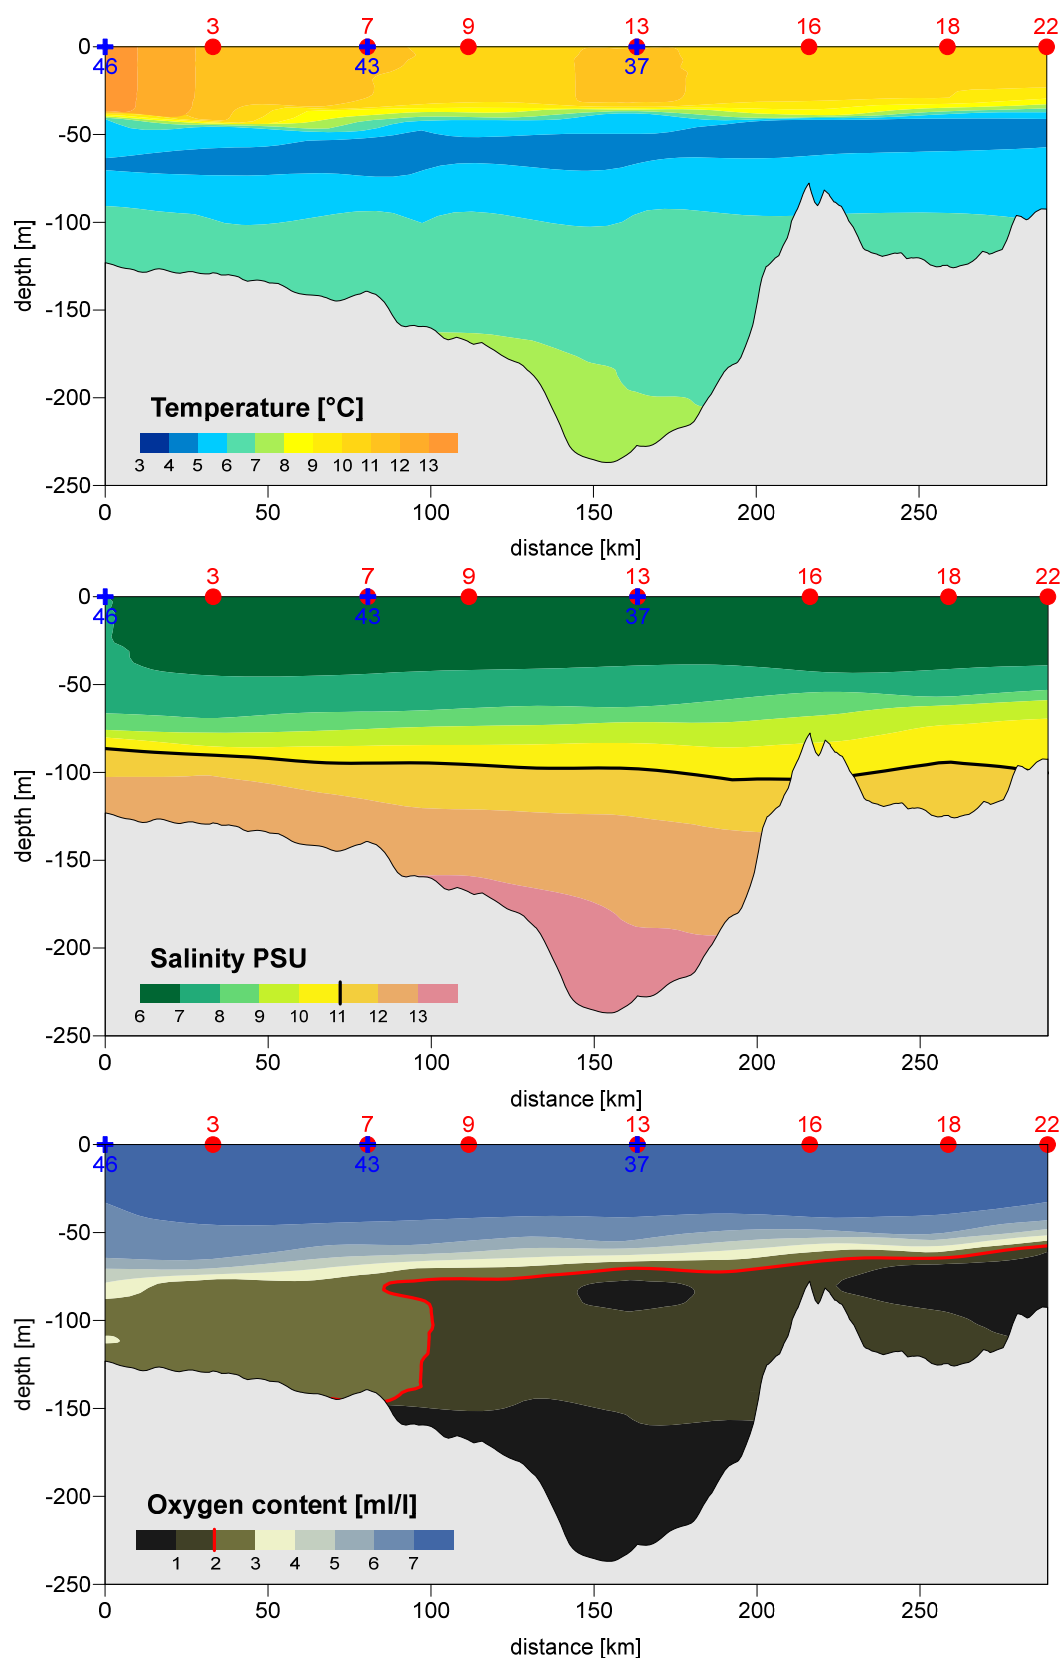 3 7 9 13 16 18 22
0
46 43 37
-50
-100
-150
-200
-250
depth [m]
Temperature [°C]
3 4 5 6 7 8 9 10 11 12 13
0 50 100 150 200 250
distance [km]
3 7 9 13 16 18 22
0
46 43 37
-50
-100
-150
-200
-250
depth [m]
Salinity PSU
6 7 8 9 10 11 12 13
0 50 100 150 200 250
distance [km]
3 7 9 13 16 18 22
0
46 43 37
-50
-100
-150
-200
-250
depth [m]
Oxygen content [ml/l]
1 2 3 4 5 6 7
0 50 100 150 200 250
distance [km]